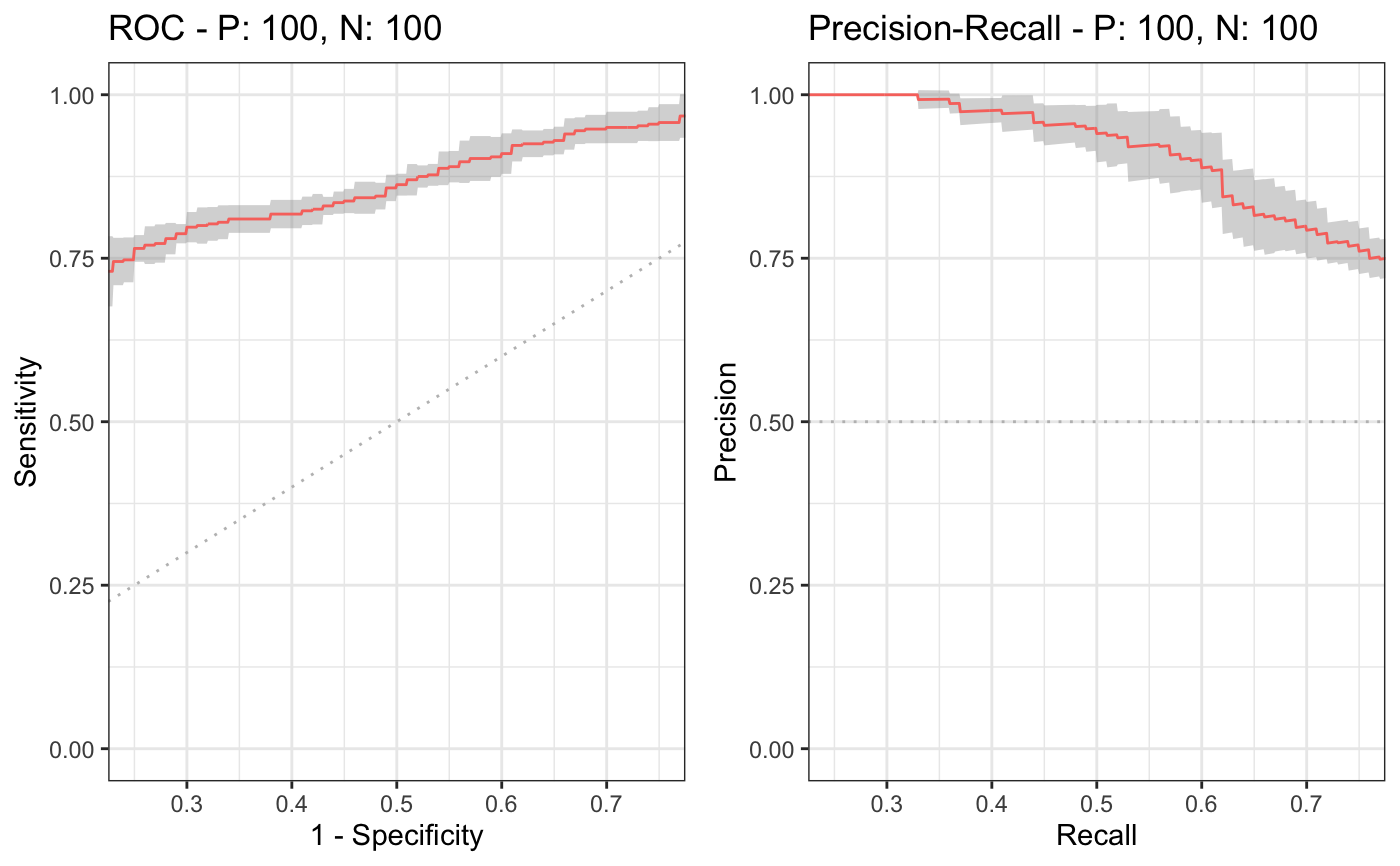 ROC - P: 100, N: 100
1.00
0.75
0.50
0.25
0.00
Sensitivity
0.3 0.4 0.5 0.6 0.7
1 - Specificity
Precision-Recall - P: 100, N: 100
1.00
0.75
0.50
0.25
0.00
Precision
0.3 0.4 0.5 0.6 0.7
Recall